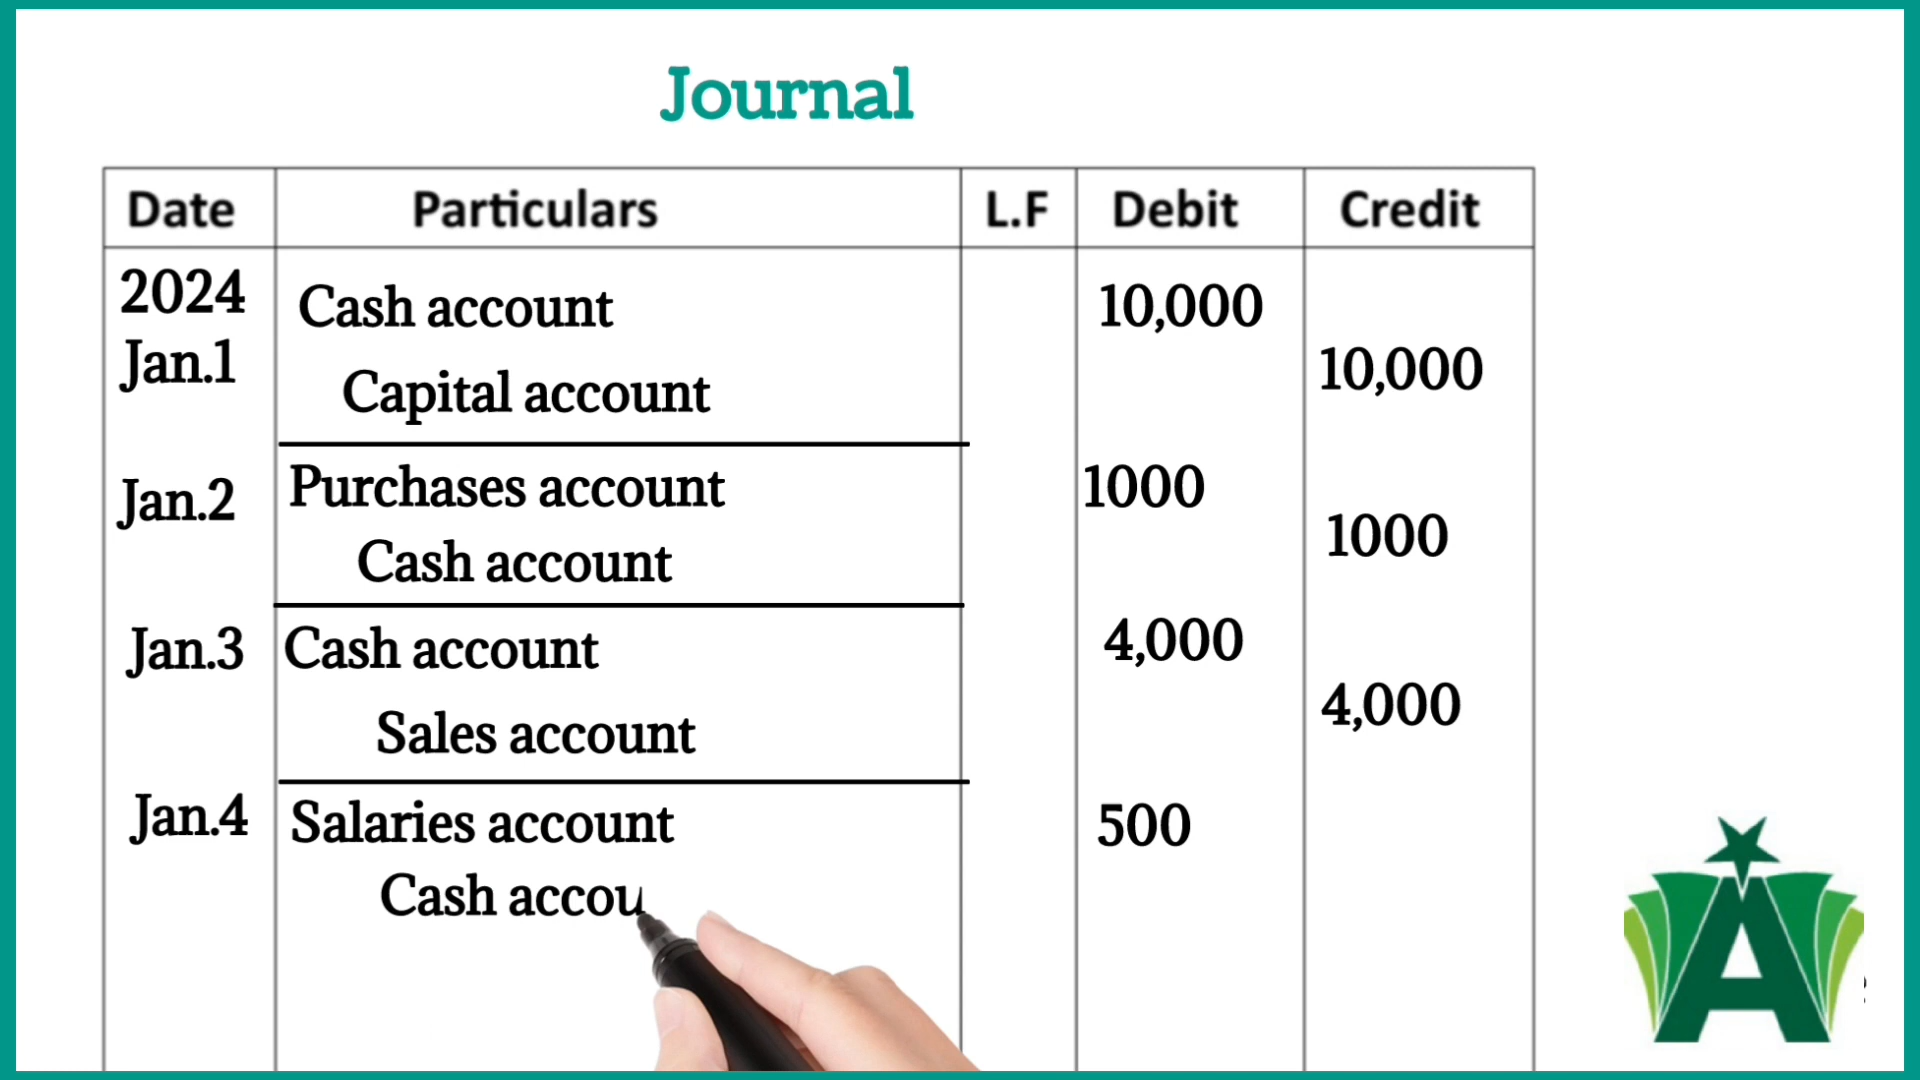 Journal
Date Particulars L.F Debit Credit
2024 Cash account 10,000
Jan.1 10,000
Capital account
Jan.2 Purchases account 1000
Cash account 1000
Jan.3 Cash account 4,000
Sales account 4,000
Jan.4 Salaries account 500
Cash accou
A